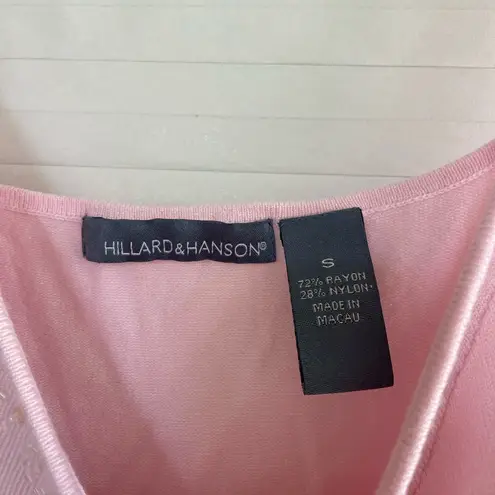 HILLARD & HANSON®
S
72% RAYON
28% NYLON
MADE IN
MACAU